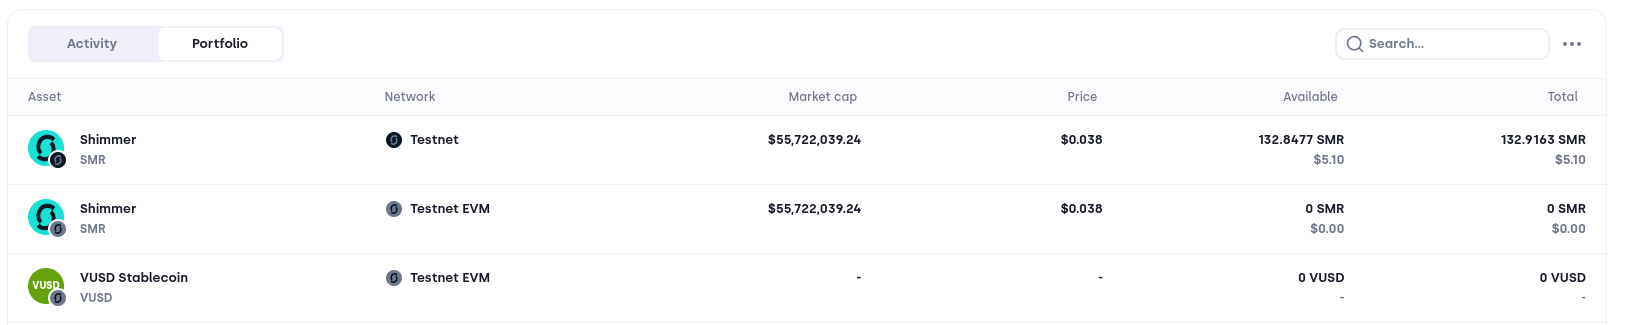 Activity Portfolio Search...
Asset Network Market cap Price Available Total
Shimmer Testnet $55,722,039.24 $0.038 132.8477 SMR 132.9163 SMR
SMR $5.10 $5.10
Shimmer Testnet EVM $55,722,039.24 $0.038 0 SMR 0 SMR
SMR $0.00 $0.00
VUSD VUSD Stablecoin Testnet EVM - - 0 VUSD 0 VUSD
VUSD - -